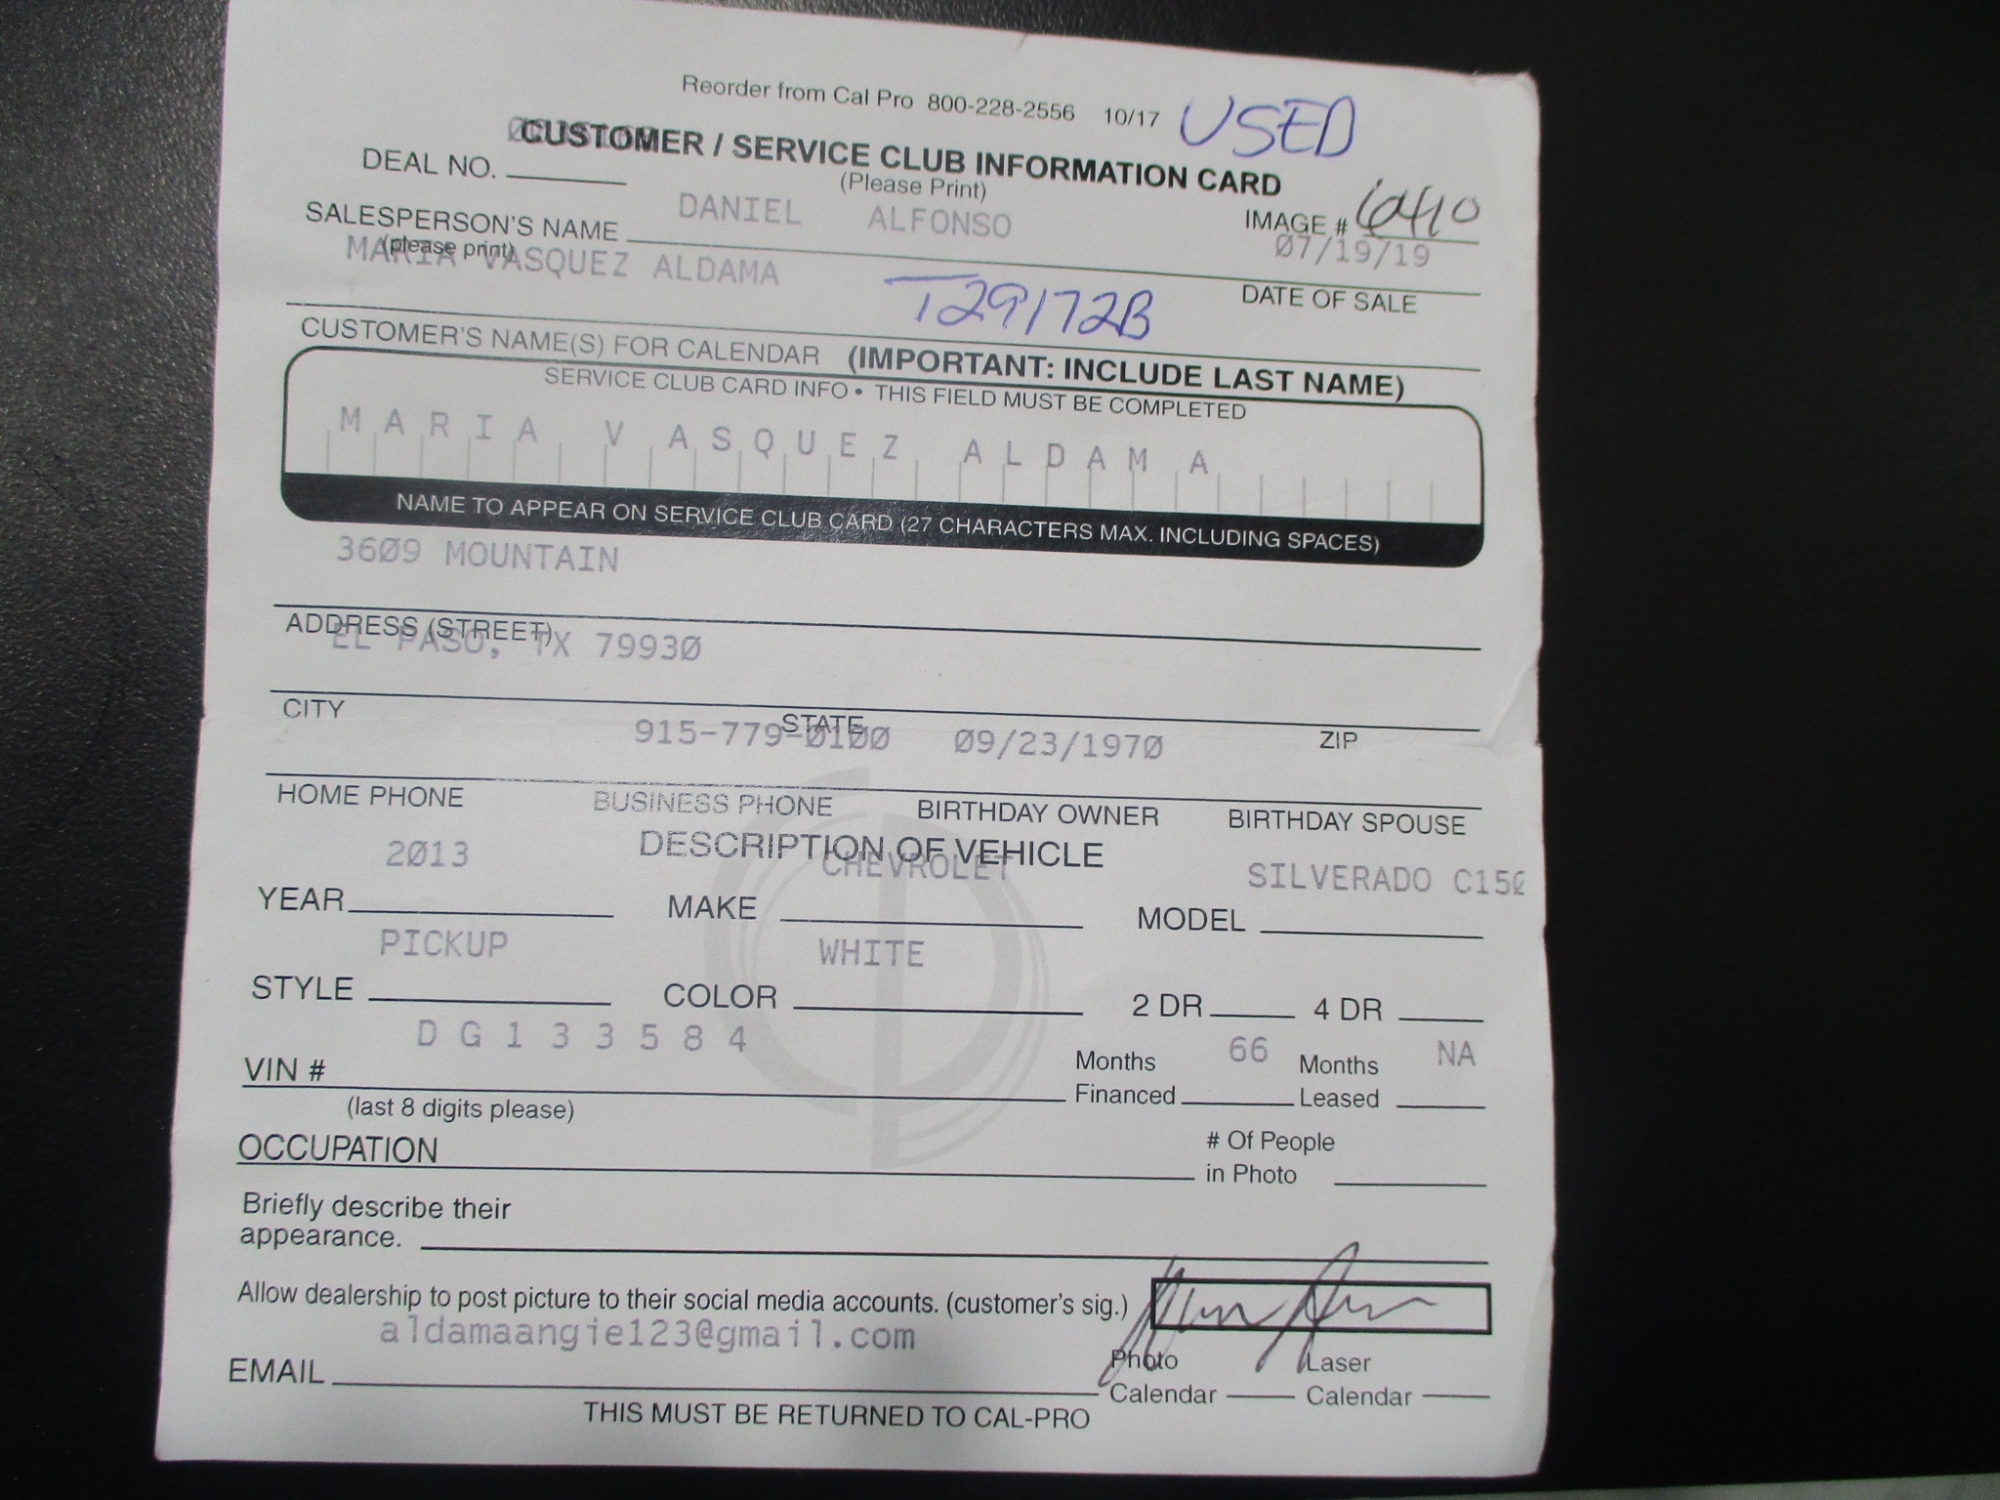 Reorder from Cal Pro 800-228-2556 10/17 USED
CUSTOMER / SERVICE CLUB INFORMATION CARD
DEAL NO.
(Please Print)
IMAGE # 6410
SALESPERSON'S NAME DANIEL ALFONSO
(please print)
07/19/19
MARIA VASQUEZ ALDAMA
T29172B
DATE OF SALE
CUSTOMER'S NAME(S) FOR CALENDAR (IMPORTANT: INCLUDE LAST NAME)
SERVICE CLUB CARD INFO • THIS FIELD MUST BE COMPLETED
MARIA VASQUEZ ALDAMA
NAME TO APPEAR ON SERVICE CLUB CARD (27 CHARACTERS MAX. INCLUDING SPACES)
3609 MOUNTAIN
ADDRESS (STREET)
EL PASO, TX 79930
CITY STATE ZIP
915-779-0100 09/23/1970
HOME PHONE BUSINESS PHONE BIRTHDAY OWNER BIRTHDAY SPOUSE
DESCRIPTION OF VEHICLE
2013 CHEVROLET SILVERADO C150
YEAR MAKE MODEL
PICKUP WHITE
STYLE COLOR 2 DR 4 DR
DG133584
VIN #
(last 8 digits please)
Months Financed 66 Months Leased NA
OCCUPATION
# Of People
in Photo
Briefly describe their
appearance.
Allow dealership to post picture to their social media accounts. (customer's sig.)
aldamaangie123@gmail.com
EMAIL
Photo Laser
Calendar Calendar
THIS MUST BE RETURNED TO CAL-PRO